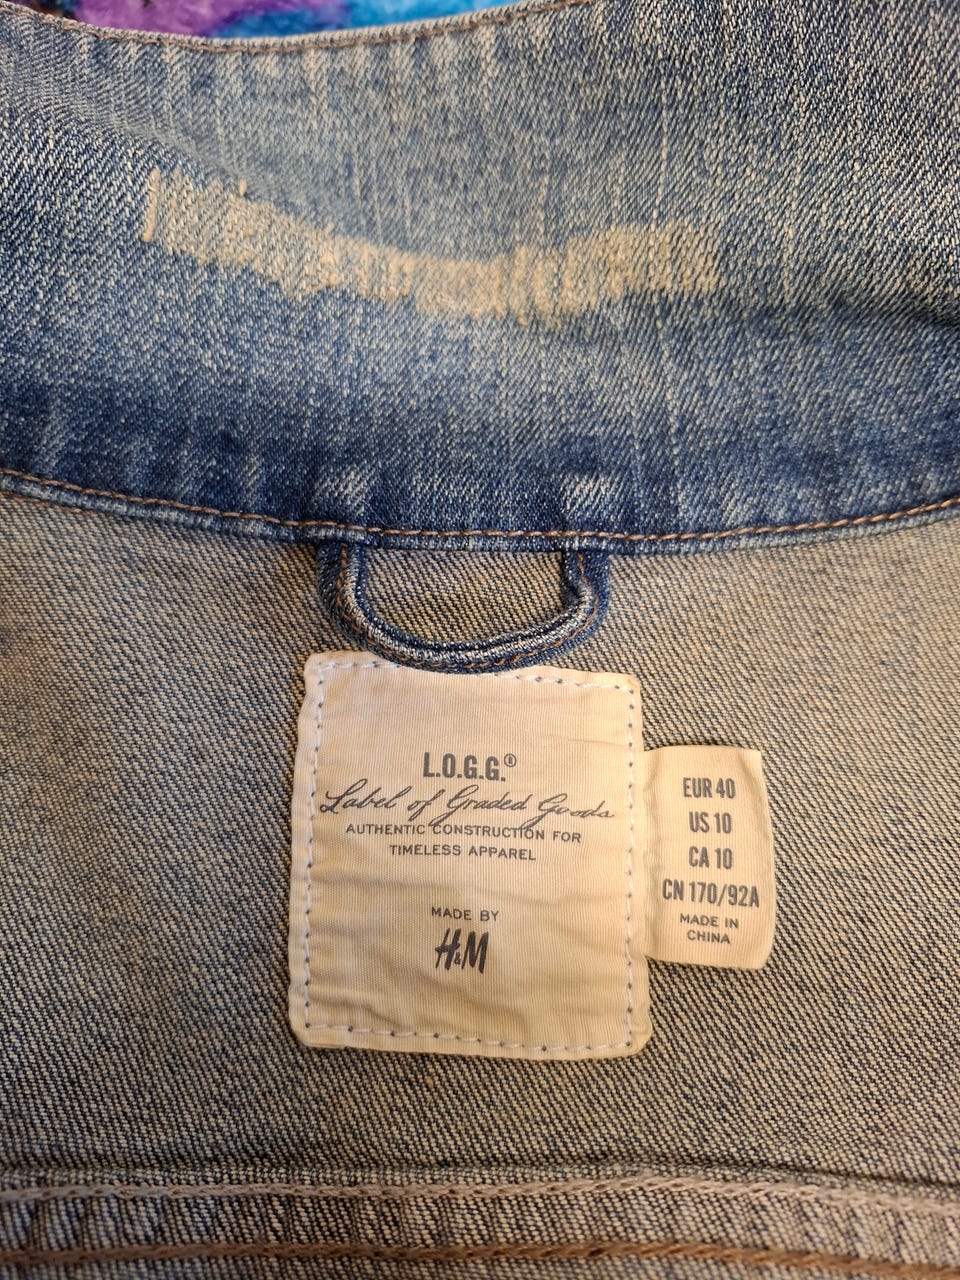 L.O.G.G.®
Label of Graded Goods
AUTHENTIC CONSTRUCTION FOR
TIMELESS APPAREL
MADE BY
H&M
EUR 40
US 10
CA 10
CN 170/92A
MADE IN
CHINA